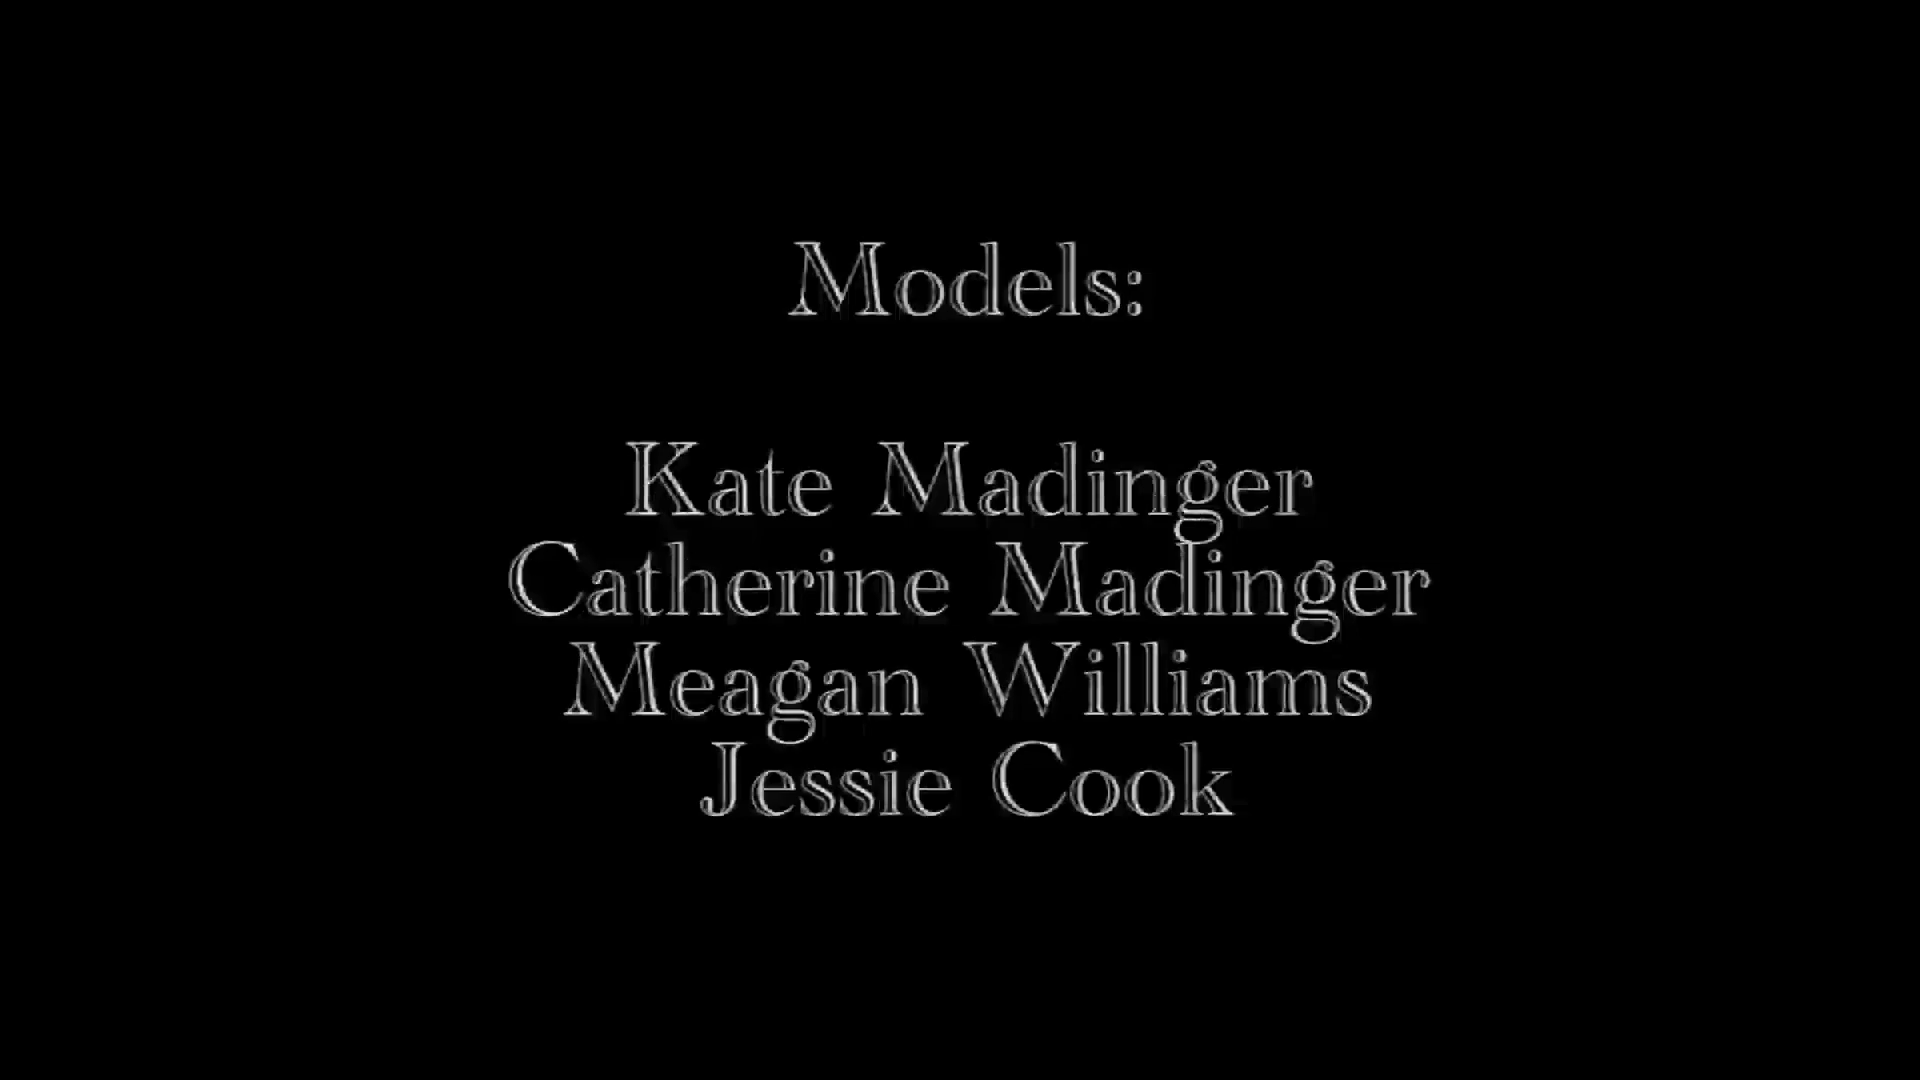 Models:
Kate Madinger
Catherine Madinger
Meagan Williams
Jessie Cook